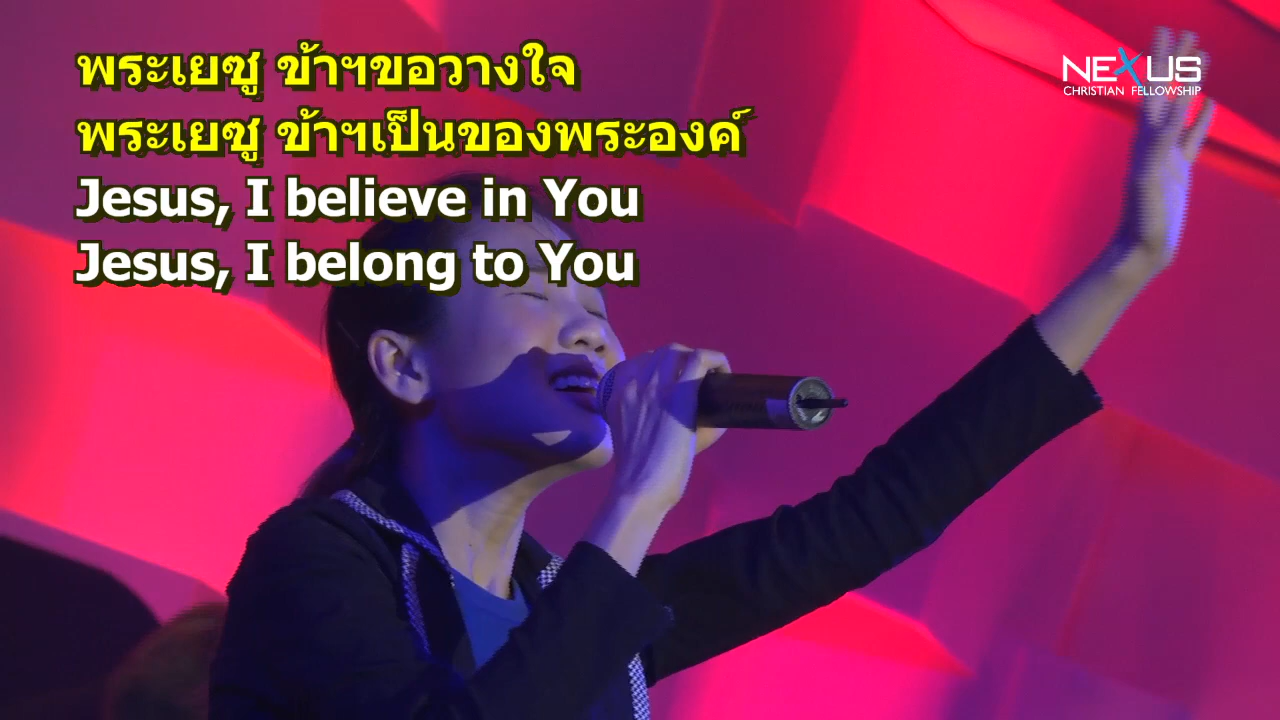 พระเยซู ข้าฯขอวางใจ
พระเยซู ข้าฯเป็นของพระองค์
Jesus, I believe in You
Jesus, I belong to You
NEXUS
CHRISTIAN FELLOWSHIP